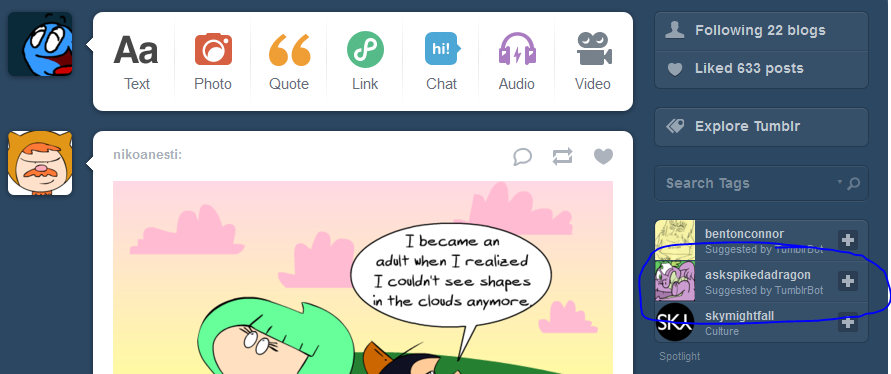 Aa
Text
Photo
Quote
Link
hi!
Chat
Audio
Video
nikoanesti:
I became an
adult when I realized
I couldn't see shapes
in the clouds anymore
Following 22 blogs
Liked 633 posts
Explore Tumblr
Search Tags
bentonconnor
Suggested by TumblrBot
askspikedadragon
Suggested by TumblrBot
SKA
skymightfall
Culture
Spotlight